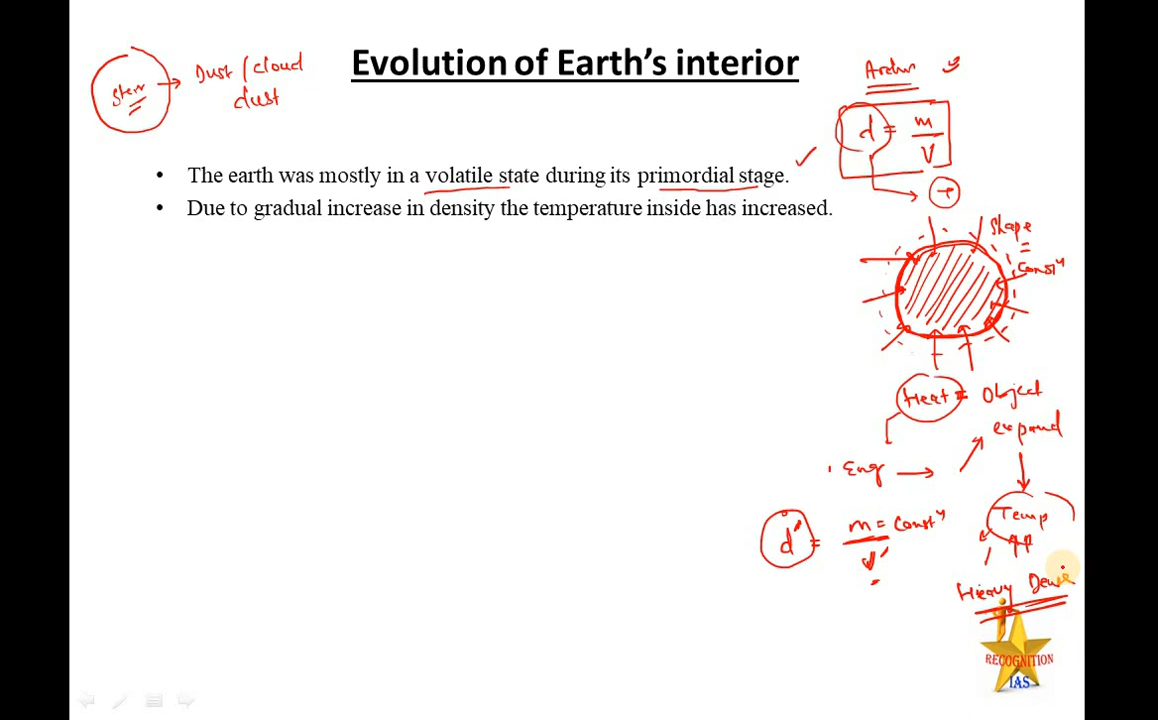 Evolution of Earth's interior
Star
Dust / cloud
dust
d = m
V
• The earth was mostly in a volatile state during its primordial stage.
• Due to gradual increase in density the temperature inside has increased.
Shape
=
Const
Heat = Object
expand
Temp
d' = m = Const
Heavy Dense
RECOGNITION
IAS